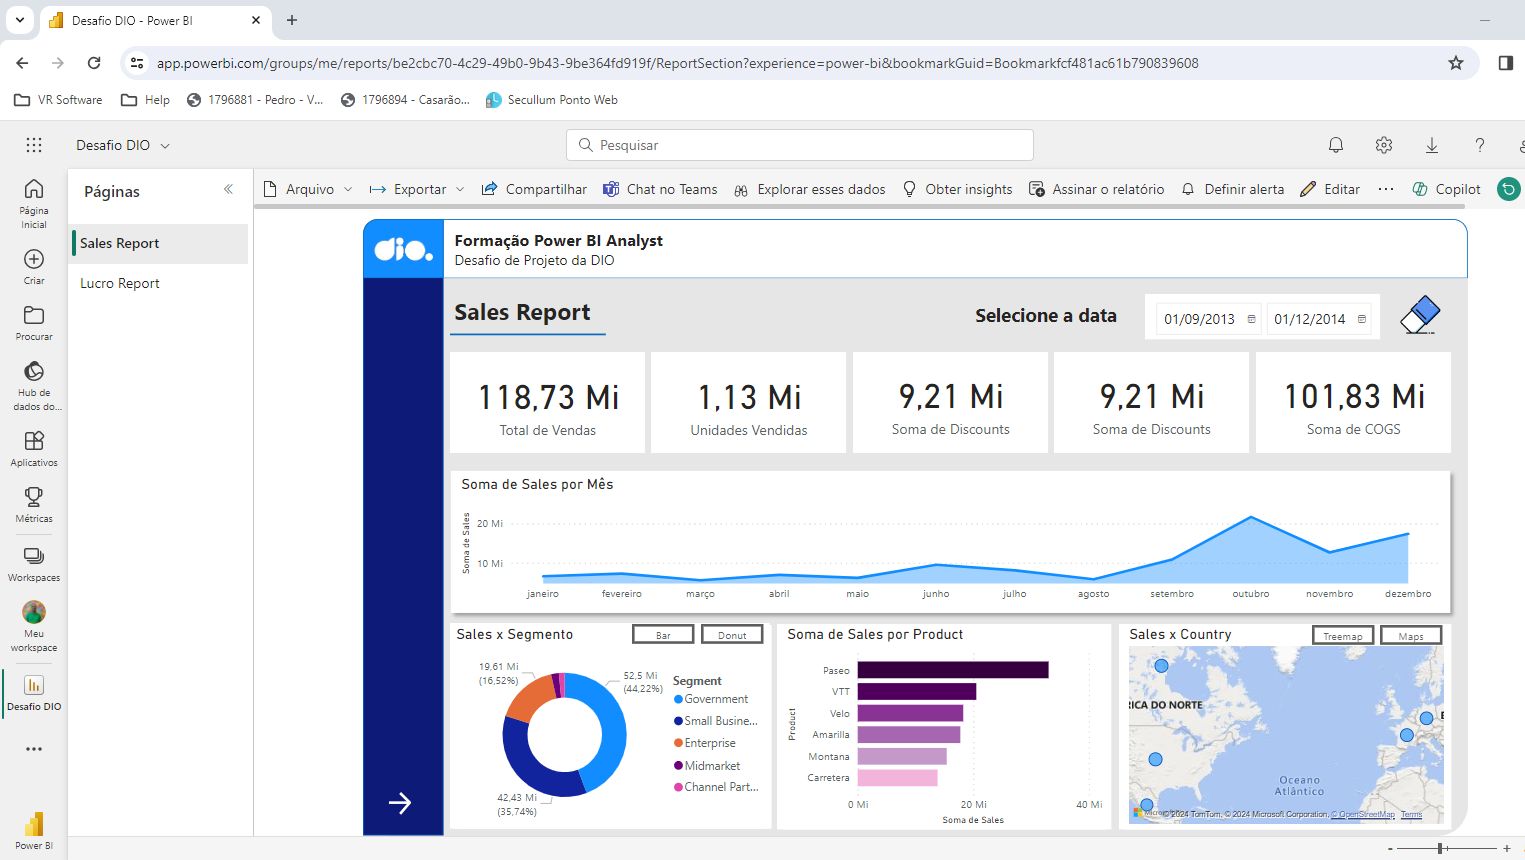 Desafio DIO - Power BI
app.powerbi.com/groups/me/reports/be2cbc70-4c29-49b0-9b43-9be364fd919f/ReportSection?experience=power-bi&bookmarkGuid=Bookmarkfcf481ac61b790839608
VR Software
Help
1796881 - Pedro - V...
1796894 - Casarão...
Secullum Ponto Web
Desafio DIO
Pesquisar
Página
Inicial
Criar
Procurar
Hub de
dados do...
Aplicativos
Métricas
Workspaces
Meu
workspace
Desafio DIO
Power BI
Páginas
Sales Report
Lucro Report
Arquivo
Exportar
Compartilhar
Chat no Teams
Explorar esses dados
Obter insights
Assinar o relatório
Definir alerta
Editar
Copilot
dio.
Formação Power BI Analyst
Desafio de Projeto da DIO
Sales Report
Selecione a data
01/09/2013
01/12/2014
118,73 Mi
Total de Vendas
1,13 Mi
Unidades Vendidas
9,21 Mi
Soma de Discounts
9,21 Mi
Soma de Discounts
101,83 Mi
Soma de COGS
Soma de Sales por Mês
Soma de Sales
20 Mi
10 Mi
janeiro fevereiro março abril maio junho julho agosto setembro outubro novembro dezembro
Sales x Segmento
Bar
Donut
19,61 Mi
(16,52%)
52,5 Mi
(44,22%)
42,43 Mi
(35,74%)
Segment
Government
Small Busine...
Enterprise
Midmarket
Channel Part...
Soma de Sales por Product
Product
Paseo
VTT
Velo
Amarilla
Montana
Carretera
0 Mi 20 Mi 40 Mi
Soma de Sales
Sales x Country
Treemap
Maps
RICA DO NORTE
E
Oceano
Atlântico
© 2024 TomTom, © 2024 Microsoft Corporation, © OpenStreetMap Terms